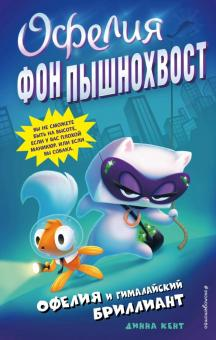 Офелия
ФОН ПЫШНОХВОСТ
ВЫ НЕ СМОЖЕТЕ
БЫТЬ НА ВЫСОТЕ,
ЕСЛИ У ВАС ПЛОХОЙ
МАНИКЮР. ИЛИ ЕСЛИ
ВЫ СОБАКА.
ОФЕЛИЯ И ГИМАЛАЙСКИЙ
БРИЛЛИАНТ
ДИННА КЕНТ